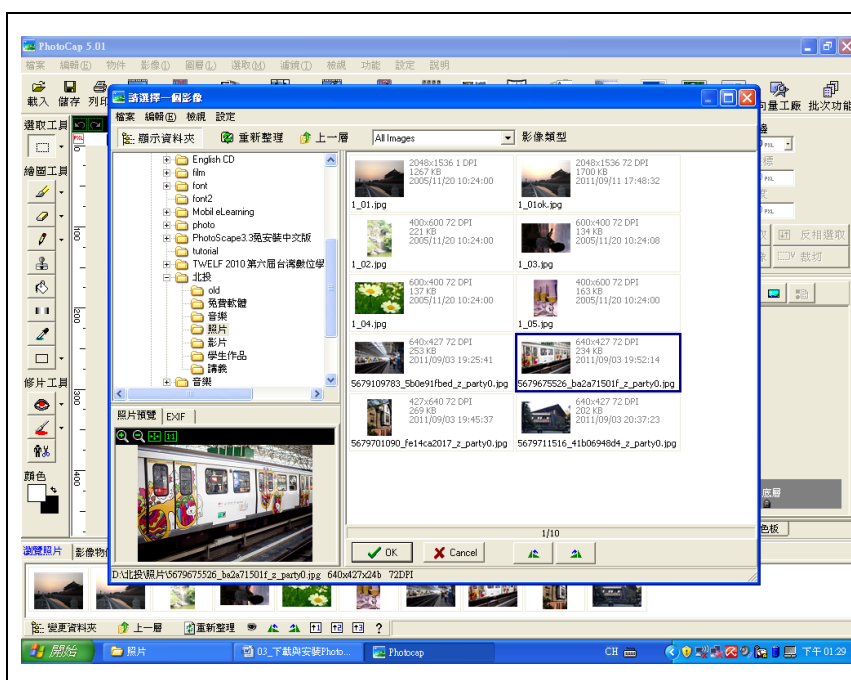 PhotoCap 5.01
檔案 編輯(E) 物件 影像(I) 圖層(L) 選取(M) 濾鏡(T) 檢視 功能 設定 說明
載入 儲存 列印
向量工廠 批次功能
選取工具
繪圖工具
修片工具
顏色
反相選取
裁切
底層
色板
請選擇一個影像
檔案 編輯(E) 檢視 設定
顯示資料夾 重新整理 上一層 All Images 影像類型
English CD
film
font
font2
Mobil eLearning
photo
PhotoScape3.3免安裝中文版
tutorial
TWELF 2010 第六屆台灣數位學
北投
old
免費軟體
音樂
照片
影片
學生作品
講義
音樂
照片預覽 EXIF
2048x1536 1 DPI
1267 KB
2005/11/20 10:24:00
1_01.jpg
2048x1536 72 DPI
1700 KB
2011/09/11 17:48:32
1_01ok.jpg
400x600 72 DPI
221 KB
2005/11/20 10:24:00
1_02.jpg
600x400 72 DPI
134 KB
2005/11/20 10:24:08
1_03.jpg
600x400 72 DPI
137 KB
2005/11/20 10:24:00
1_04.jpg
400x600 72 DPI
163 KB
2005/11/20 10:24:00
1_05.jpg
640x427 72 DPI
253 KB
2011/09/03 19:25:41
5679109783_5b0e91fbed_z_party0.jpg
640x427 72 DPI
234 KB
2011/09/03 19:52:14
5679675526_ba2a71501f_z_party0.jpg
427x640 72 DPI
269 KB
2011/09/03 19:45:37
5679701090_fe14ca2017_z_party0.jpg
640x427 72 DPI
202 KB
2011/09/03 20:37:23
5679711516_41b06948d4_z_party0.jpg
1/10
OK Cancel
D:\北投\照片\5679675526_ba2a71501f_z_party0.jpg 640x427x24b 72DPI
瀏覽照片 影像物
變更資料夾 上一層 重新整理
開始 照片 03_下載與安裝Photo... Photocap CH 下午 01:29